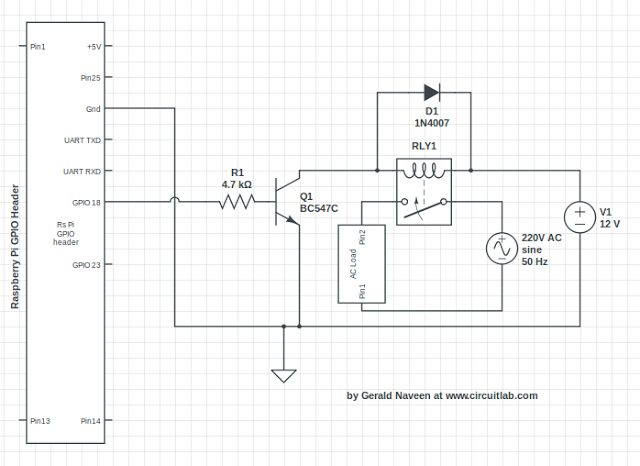 Pin1
+5V
Pin25
Gnd
UART TXD
UART RXD
GPIO 18
Rs Pi
GPIO
header
GPIO 23
Pin13
Pin14
Raspberry Pi GPIO Header
R1
4.7 kΩ
Q1
BC547C
D1
1N4007
RLY1
AC Load
Pin2
Pin1
220V AC
sine
50 Hz
V1
12 V
by Gerald Naveen at www.circuitlab.com